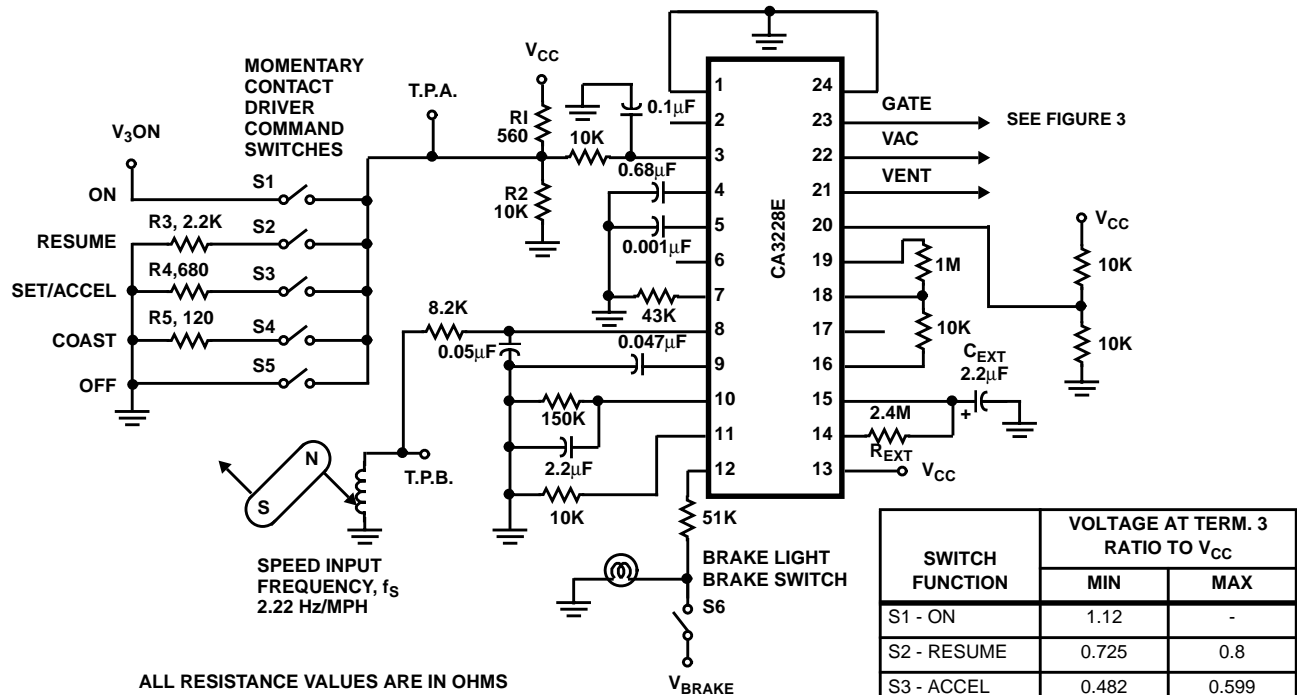 MOMENTARY
CONTACT
DRIVER
COMMAND
SWITCHES
V3ON
ON
S1
RESUME
R3, 2.2K
S2
SET/ACCEL
R4,680
S3
COAST
R5, 120
S4
OFF
S5
T.P.A.
VCC
RI
560
R2
10K
10K
0.1µF
0.68µF
0.001µF
43K
8.2K
0.05µF
0.047µF
150K
2.2µF
10K
51K
T.P.B.
N
S
SPEED INPUT
FREQUENCY, fS
2.22 Hz/MPH
BRAKE LIGHT
BRAKE SWITCH
S6
VBRAKE
ALL RESISTANCE VALUES ARE IN OHMS
CA3228E
1
2
3
4
5
6
7
8
9
10
11
12
24
23
22
21
20
19
18
17
16
15
14
13
GATE
VAC
VENT
SEE FIGURE 3
1M
10K
VCC
10K
10K
CEXT
2.2µF
+
2.4M
REXT
VCC
SWITCH
FUNCTION
VOLTAGE AT TERM. 3
RATIO TO VCC
MIN
MAX
S1 - ON 1.12 -
S2 - RESUME 0.725 0.8
S3 - ACCEL 0.482 0.599